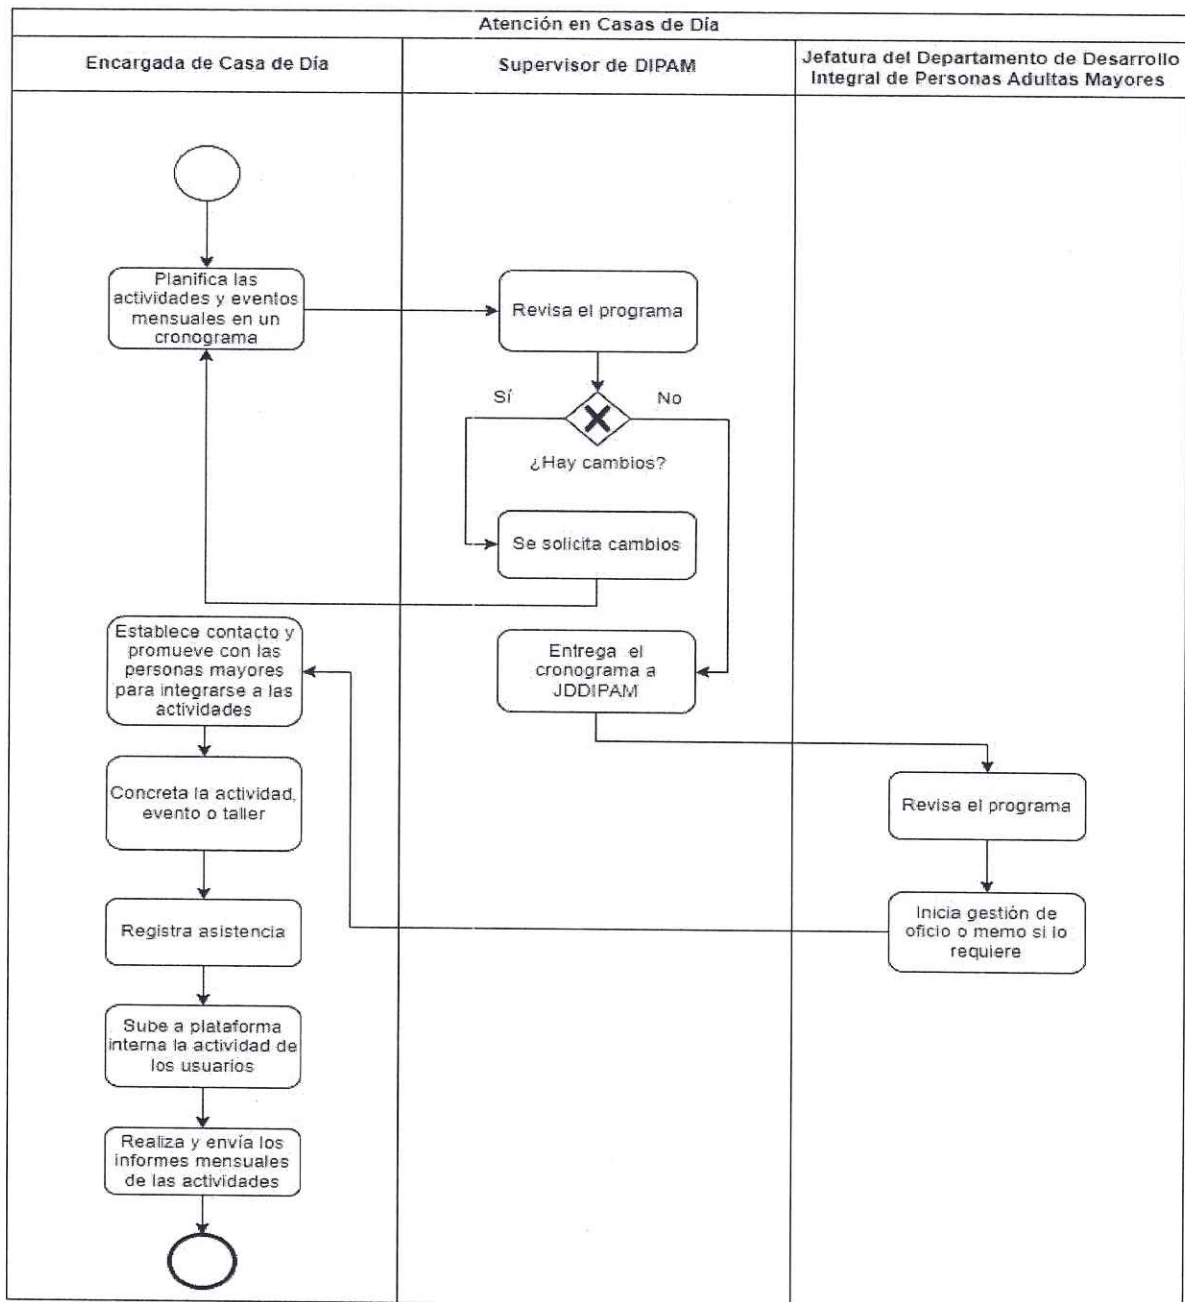 Atención en Casas de Día
Encargada de Casa de Día
Supervisor de DIPAM
Jefatura del Departamento de Desarrollo
Integral de Personas Adultas Mayores
Planifica las
actividades y eventos
mensuales en un
cronograma
Revisa el programa
Sí
No
¿Hay cambios?
Se solicita cambios
Establece contacto y
promueve con las
personas mayores
para integrarse a las
actividades
Entrega el
cronograma a
JDDIPAM
Concreta la actividad,
evento o taller
Revisa el programa
Registra asistencia
Inicia gestión de
oficio o memo si lo
requiere
Sube a plataforma
interna la actividad de
los usuarios
Realiza y envía los
informes mensuales
de las actividades